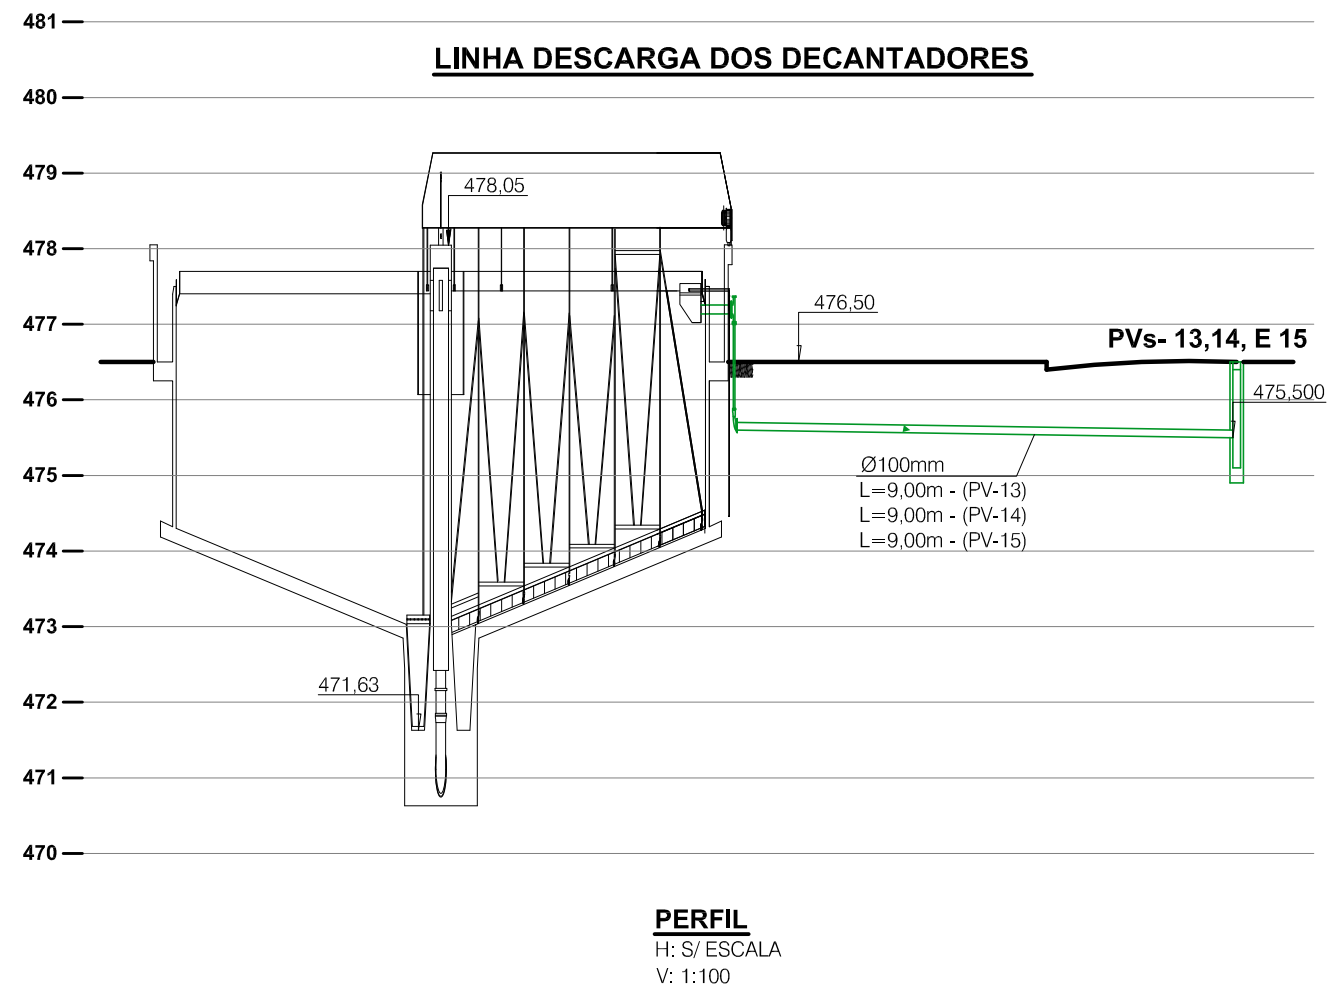 481
LINHA DESCARGA DOS DECANTADORES
480
479
478,05
478
477
476,50
PVs- 13,14, E 15
476
475,500
475
Ø100mm
L=9,00m - (PV-13)
L=9,00m - (PV-14)
L=9,00m - (PV-15)
474
473
471,63
472
471
470
PERFIL
H: S/ ESCALA
V: 1:100